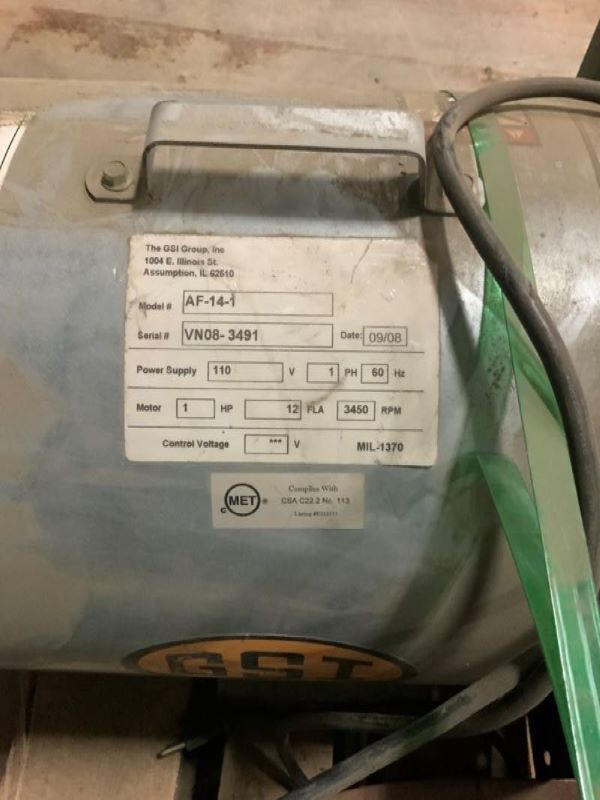 The GSI Group, Inc
1004 E. Illinois St.
Assumption, IL 62510
Model # AF-14-1
Serial # VN08-3491 Date: 09/08
Power Supply 110 V 1 PH 60 Hz
Motor 1 HP 12 FLA 3450 RPM
Control Voltage *** V MIL-1370
c MET ® Complies With
CSA C22.2 No. 113
Listing
GSI